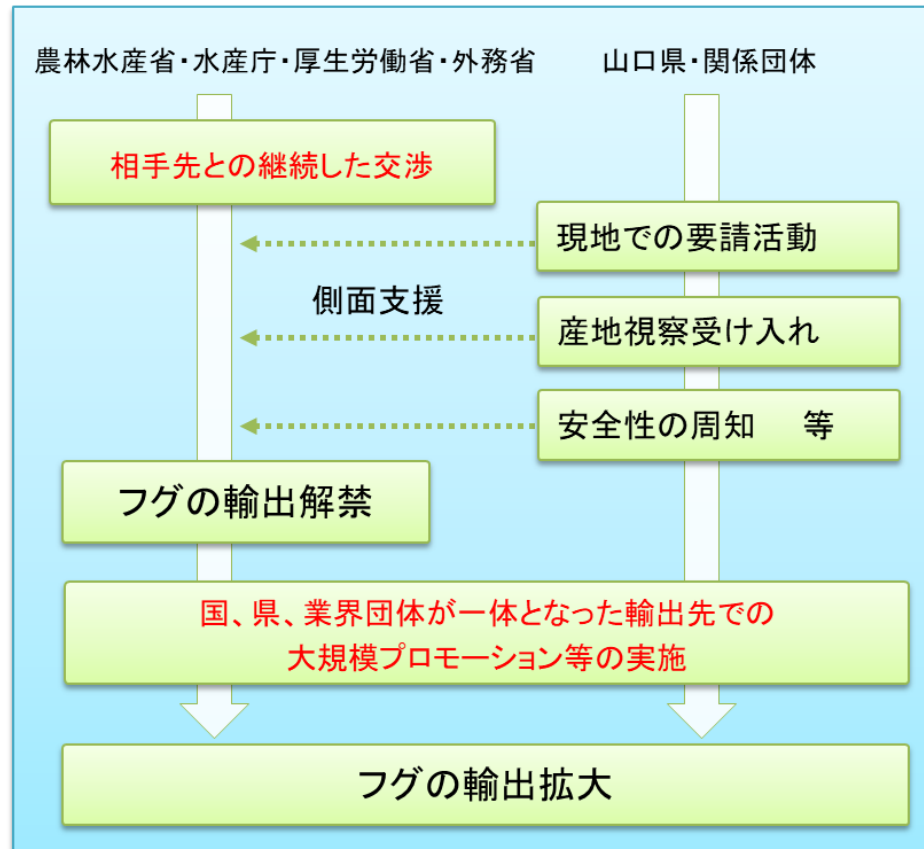 農林水産省・水産庁・厚生労働省・外務省
山口県・関係団体
相手先との継続した交渉
現地での要請活動
側面支援
産地視察受け入れ
安全性の周知　等
フグの輸出解禁
国、県、業界団体が一体となった輸出先での
大規模プロモーション等の実施
フグの輸出拡大